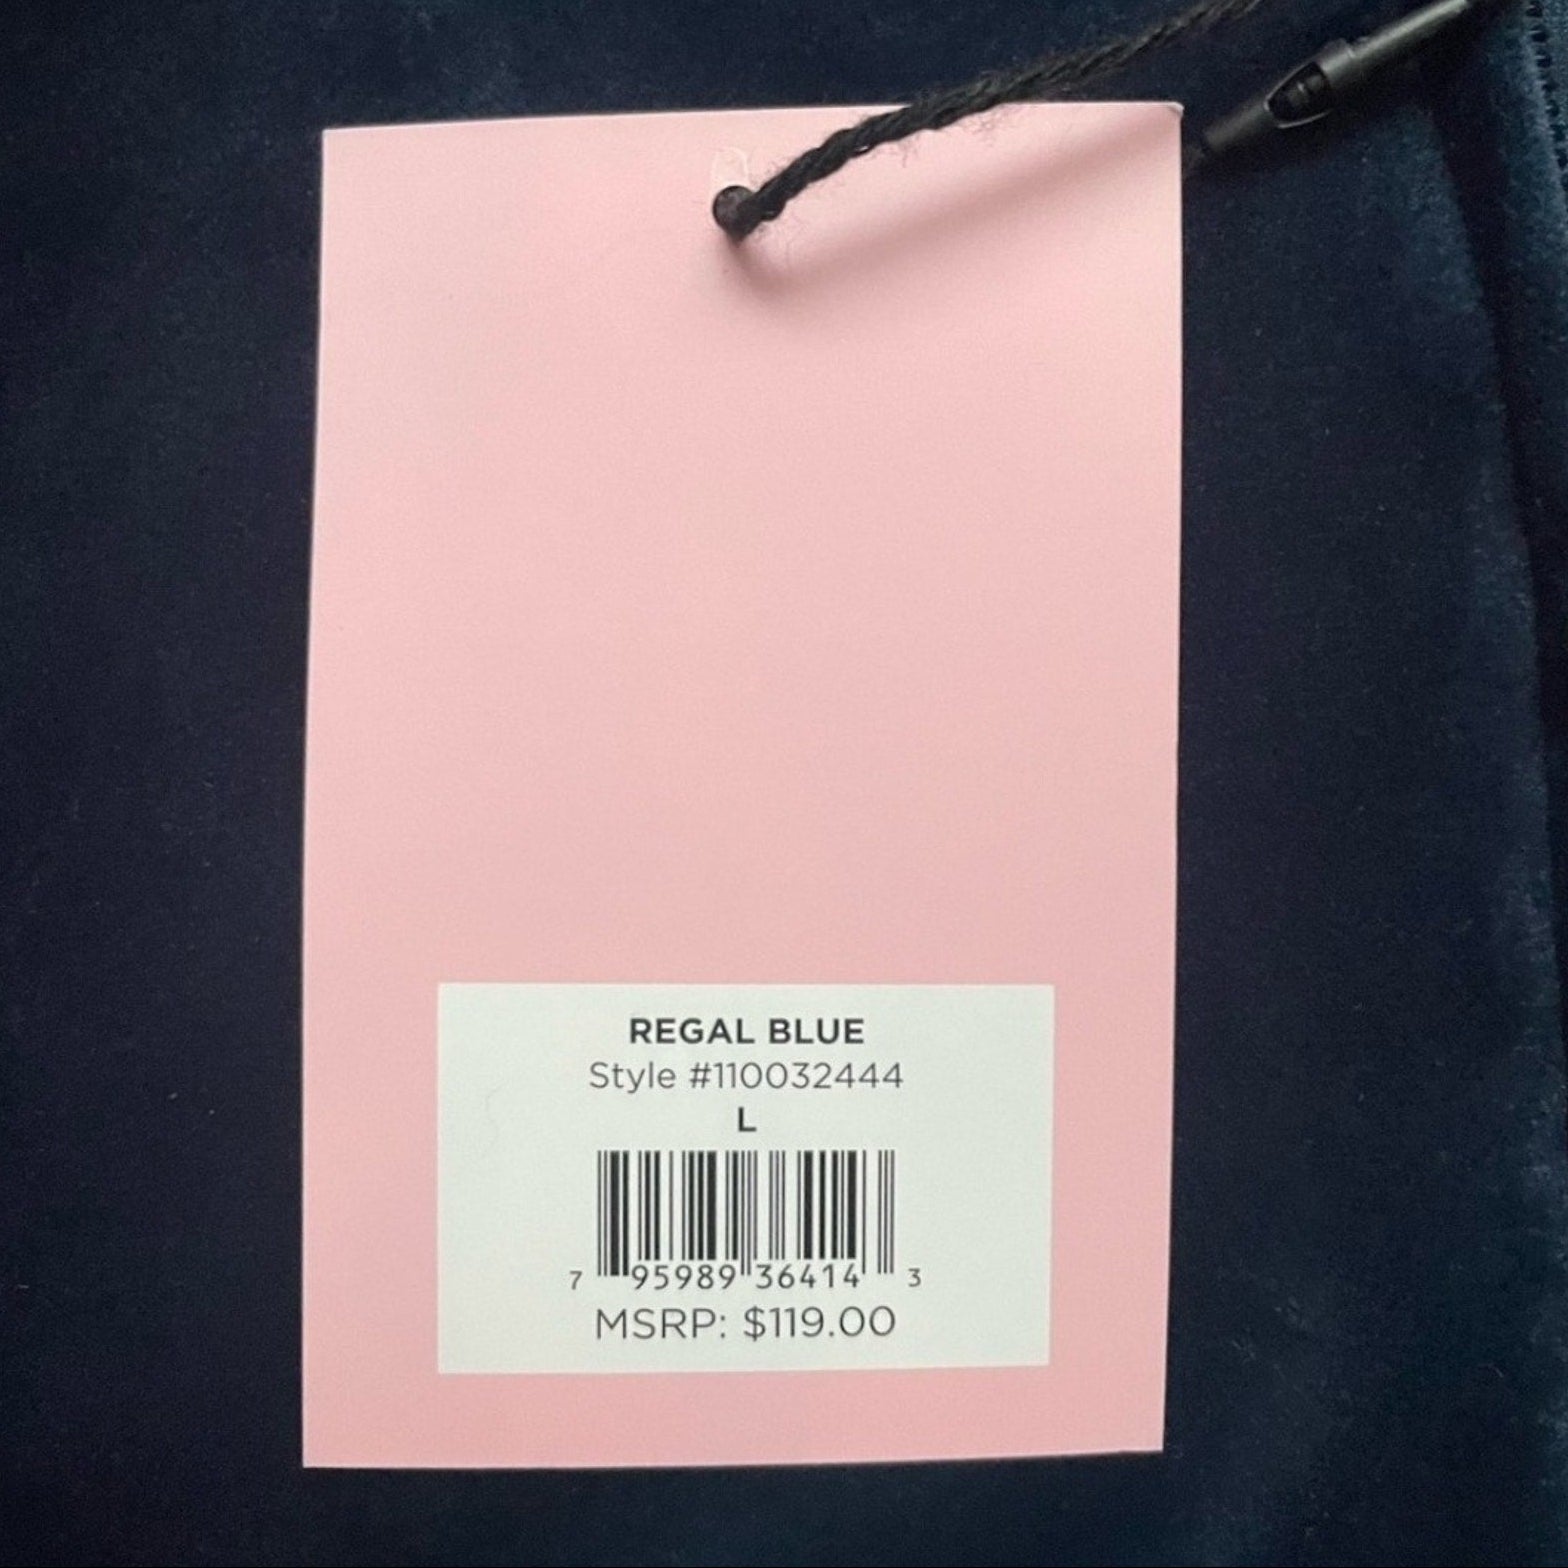 REGAL BLUE
Style #110032444
L
7 95989 36414 3
MSRP: $119.00